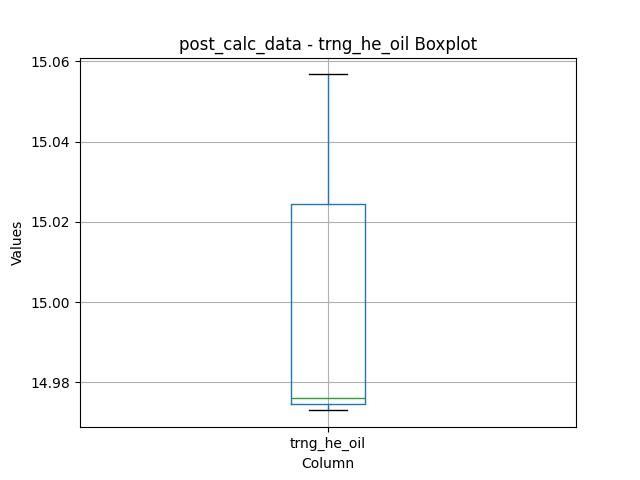 post_calc_data - trng_he_oil Boxplot
15.06
15.04
15.02
15.00
14.98
Values
trng_he_oil
Column